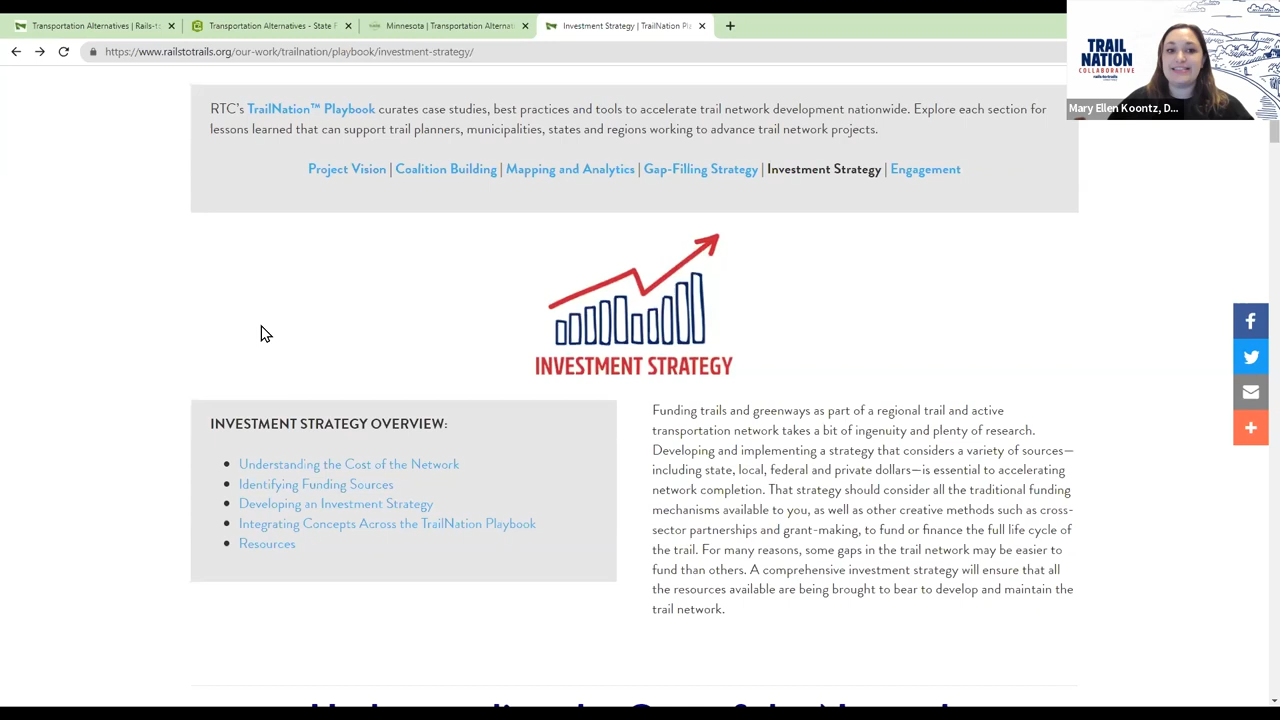 Transportation Alternatives | Rails-t
Transportation Alternatives - State P
Minnesota | Transportation Alternat
Investment Strategy | TrailNation Pl
https://www.railstotrails.org/our-work/trailnation/playbook/investment-strategy/
TRAIL
NATION
COLLABORATIVE
rails-to-trails
Mary Ellen Koontz, D...
RTC's TrailNation™ Playbook curates case studies, best practices and tools to accelerate trail network development nationwide. Explore each section for
lessons learned that can support trail planners, municipalities, states and regions working to advance trail network projects.
Project Vision | Coalition Building | Mapping and Analytics | Gap-Filling Strategy | Investment Strategy | Engagement
INVESTMENT STRATEGY
INVESTMENT STRATEGY OVERVIEW:
Understanding the Cost of the Network
Identifying Funding Sources
Developing an Investment Strategy
Integrating Concepts Across the TrailNation Playbook
Resources
Funding trails and greenways as part of a regional trail and active
transportation network takes a bit of ingenuity and plenty of research.
Developing and implementing a strategy that considers a variety of sources—
including state, local, federal and private dollars—is essential to accelerating
network completion. That strategy should consider all the traditional funding
mechanisms available to you, as well as other creative methods such as cross-
sector partnerships and grant-making, to fund or finance the full life cycle of
the trail. For many reasons, some gaps in the trail network may be easier to
fund than others. A comprehensive investment strategy will ensure that all
the resources available are being brought to bear to develop and maintain the
trail network.